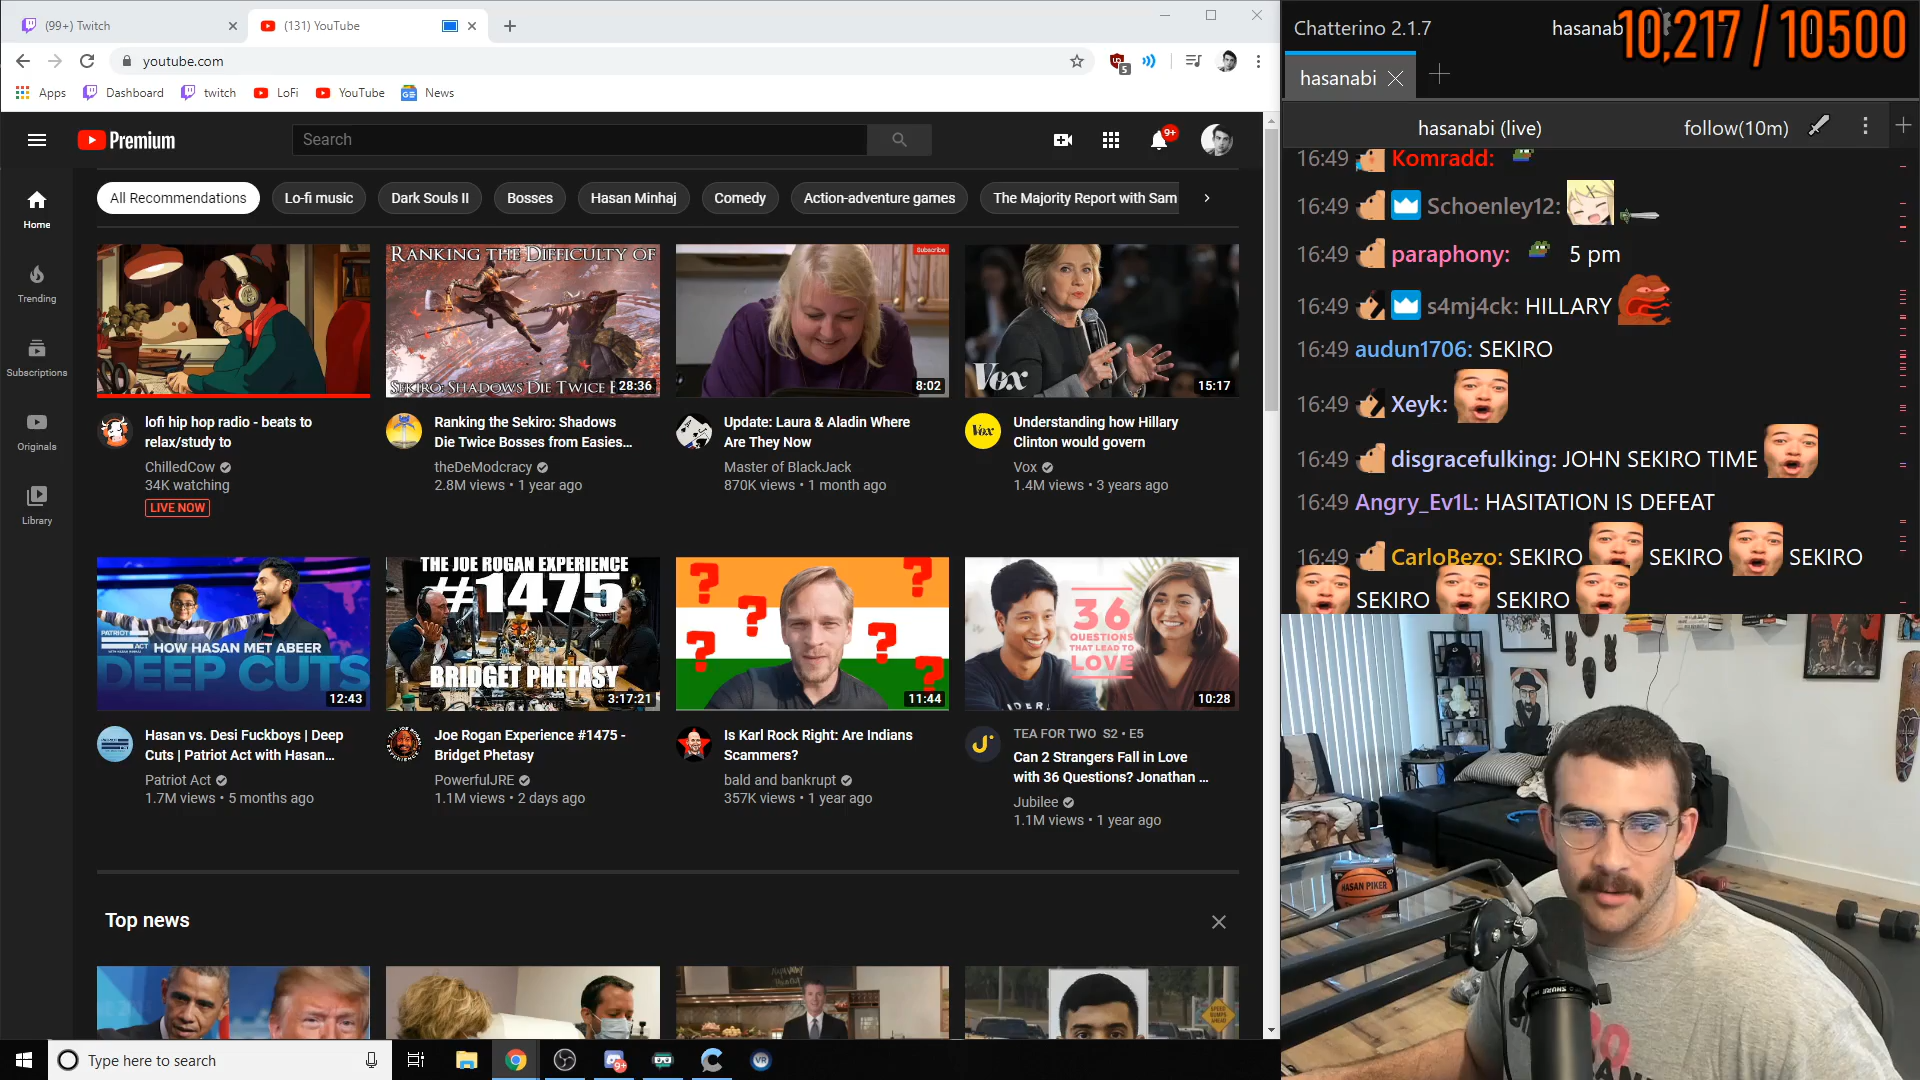 (99+) Twitch
(131) YouTube
youtube.com
5
Apps
Dashboard
twitch
LoFi
YouTube
News
Premium
Search
9+
Home
Trending
Subscriptions
Originals
Library
All Recommendations
Lo-fi music
Dark Souls II
Bosses
Hasan Minhaj
Comedy
Action-adventure games
The Majority Report with Sam
RANKING THE DIFFICULTY OF
SEKIRO: SHADOWS DIE TWICE
28:36
Subscribe
8:02
Vox
15:17
lofi hip hop radio - beats to
relax/study to
ChilledCow
34K watching
LIVE NOW
Ranking the Sekiro: Shadows
Die Twice Bosses from Easies...
theDeModcracy
2.8M views • 1 year ago
Update: Laura & Aladin Where
Are They Now
Master of BlackJack
870K views • 1 month ago
Vox
Understanding how Hillary
Clinton would govern
Vox
1.4M views • 3 years ago
PATRIOT
ACT
HOW HASAN MET ABEER
DEEP CUTS
12:43
THE JOE ROGAN EXPERIENCE
#1475
BRIDGET PHETASY
3:17:21
? ? ? ? ? ?
11:44
36
QUESTIONS
THAT LEAD TO
LOVE
10:28
Hasan vs. Desi Fuckboys | Deep
Cuts | Patriot Act with Hasan...
Patriot Act
1.7M views • 5 months ago
THE JOE ROGAN
EXPERIENCE
Joe Rogan Experience #1475 -
Bridget Phetasy
PowerfulJRE
1.1M views • 2 days ago
Is Karl Rock Right: Are Indians
Scammers?
bald and bankrupt
357K views • 1 year ago
TEA FOR TWO S2 • E5
Can 2 Strangers Fall in Love
with 36 Questions? Jonathan ...
Jubilee
1.1M views • 1 year ago
Top news
Type here to search
9+
VR
Chatterino 2.1.7
hasanab
10,217 / 10500
hasanabi
hasanabi (live)
follow(10m)
16:49 Komradd:
16:49 Schoenley12:
16:49 paraphony: 5 pm
16:49 s4mj4ck: HILLARY
16:49 audun1706: SEKIRO
16:49 Xeyk:
16:49 disgracefulking: JOHN SEKIRO TIME
16:49 Angry_Ev1L: HASITATION IS DEFEAT
16:49 CarloBezo: SEKIRO SEKIRO SEKIRO
SEKIRO SEKIRO
HASAN PIKER